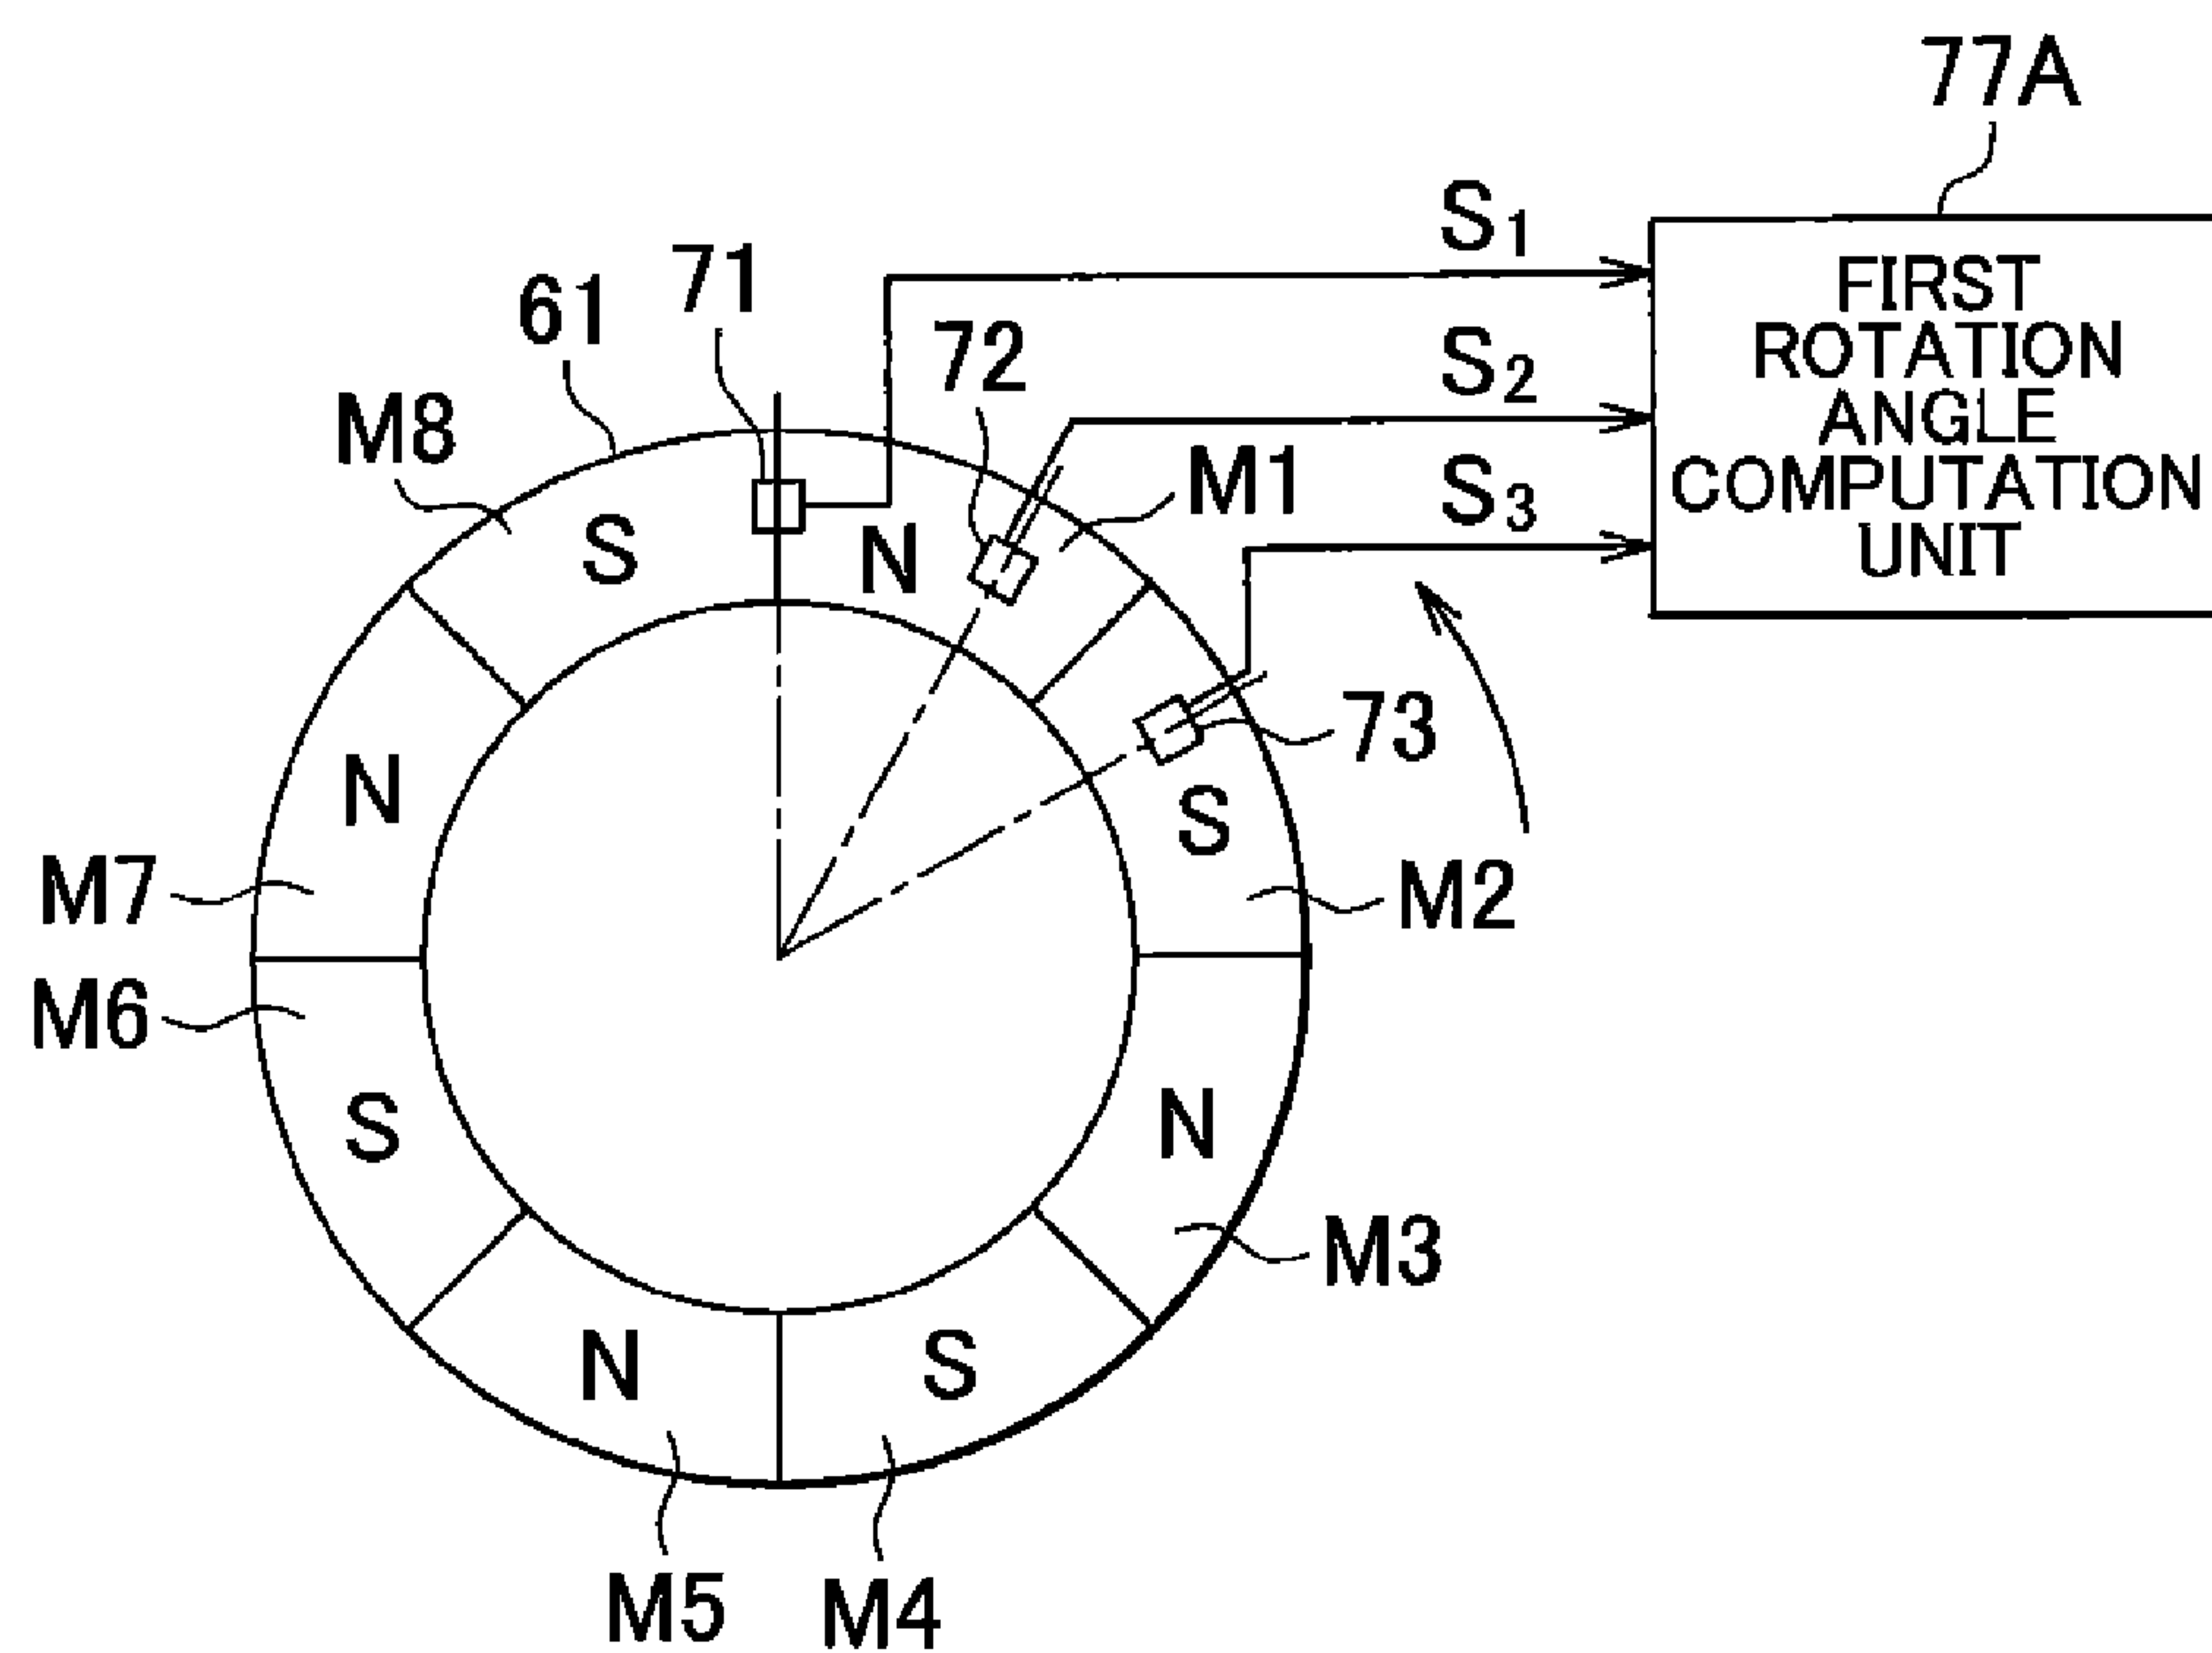 77A
S1
71
61
FIRST
ROTATION
ANGLE
COMPUTATION
UNIT
72
S2
M8
M1
S3
S
N
73
N
S
M7
M2
M6
S
N
M3
N
S
M5
M4